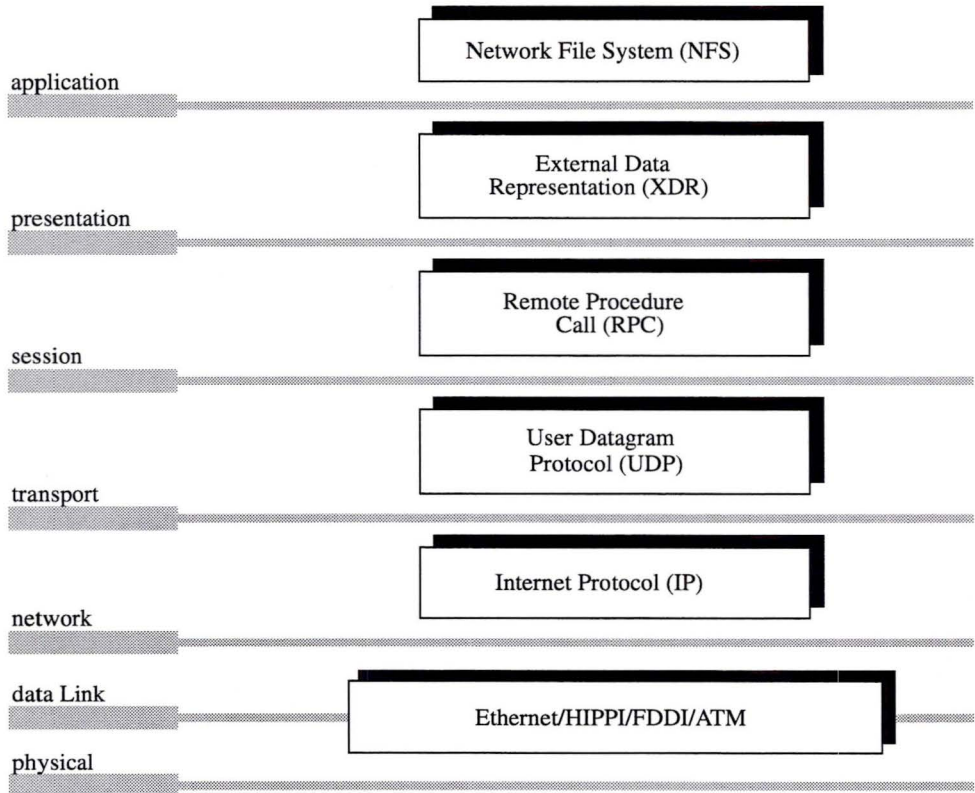 Network File System (NFS)
application
External Data
Representation (XDR)
presentation
Remote Procedure
Call (RPC)
session
User Datagram
Protocol (UDP)
transport
Internet Protocol (IP)
network
data Link
Ethernet/HIPPI/FDDI/ATM
physical